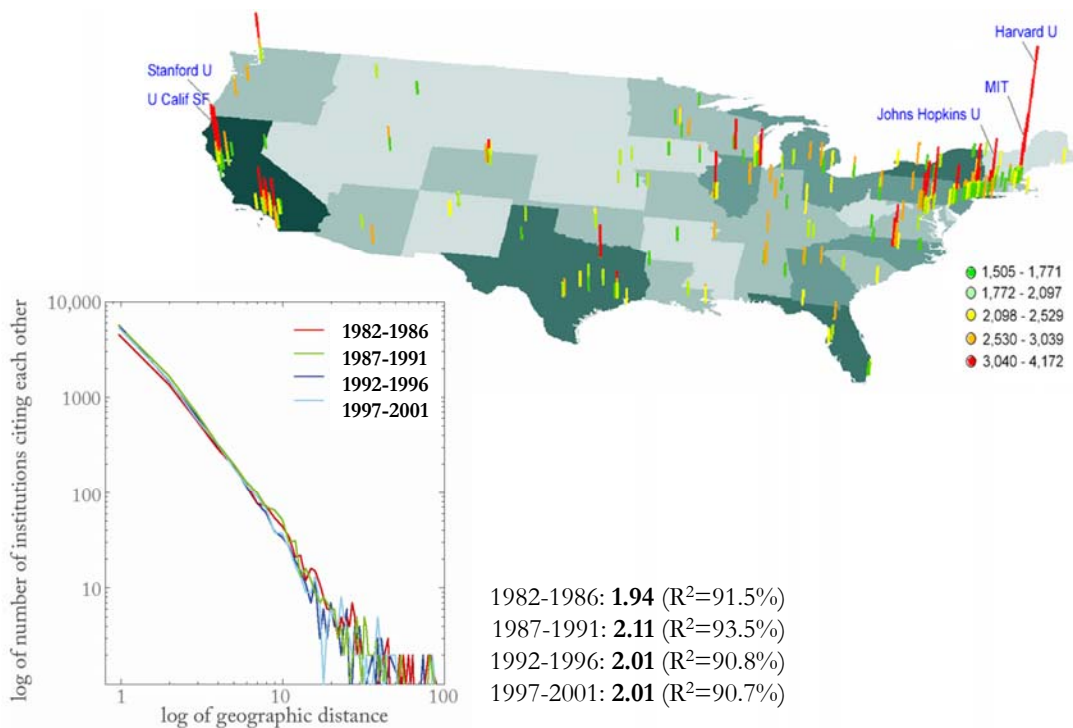 Harvard U
Stanford U
MIT
U Calif SF
Johns Hopkins U
1,505 - 1,771
1,772 - 2,097
2,098 - 2,529
2,530 - 3,039
3,040 - 4,172
log of number of institutions citing each other
10,000
1000
100
10
1982-1986
1987-1991
1992-1996
1997-2001
1
10
100
log of geographic distance
1982-1986: 1.94 (R²=91.5%)
1987-1991: 2.11 (R²=93.5%)
1992-1996: 2.01 (R²=90.8%)
1997-2001: 2.01 (R²=90.7%)